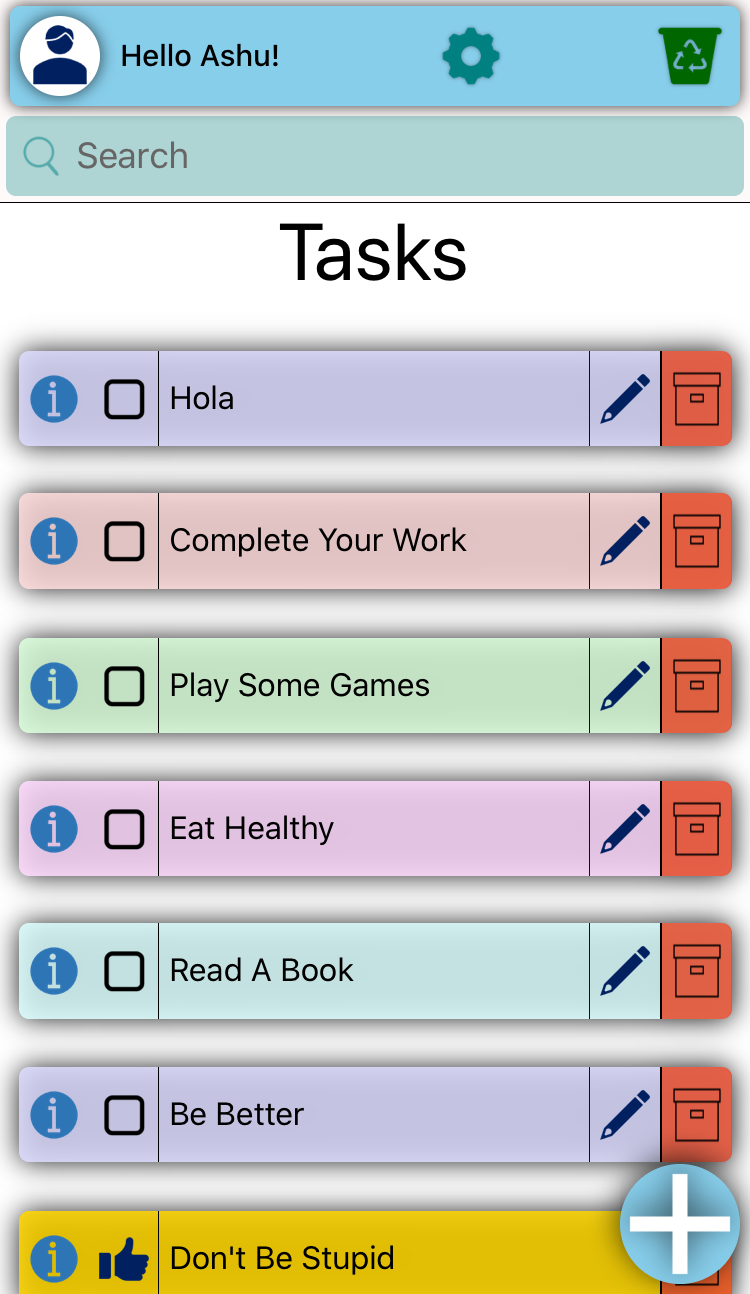 Hello Ashu!
Search
Tasks
Hola
Complete Your Work
Play Some Games
Eat Healthy
Read A Book
Be Better
Don't Be Stupid